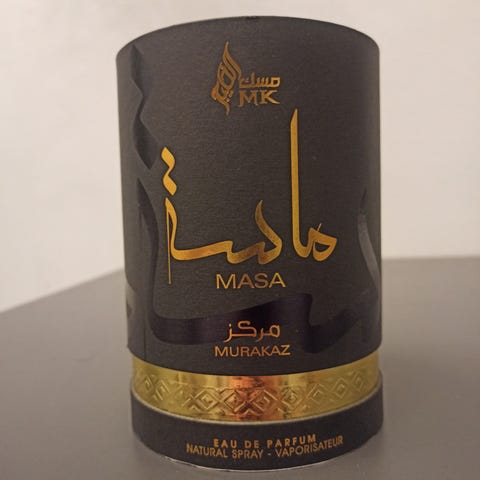 مسك
MK
ماسة
MASA
مركز
MURAKAZ
EAU DE PARFUM
NATURAL SPRAY - VAPORISATEUR